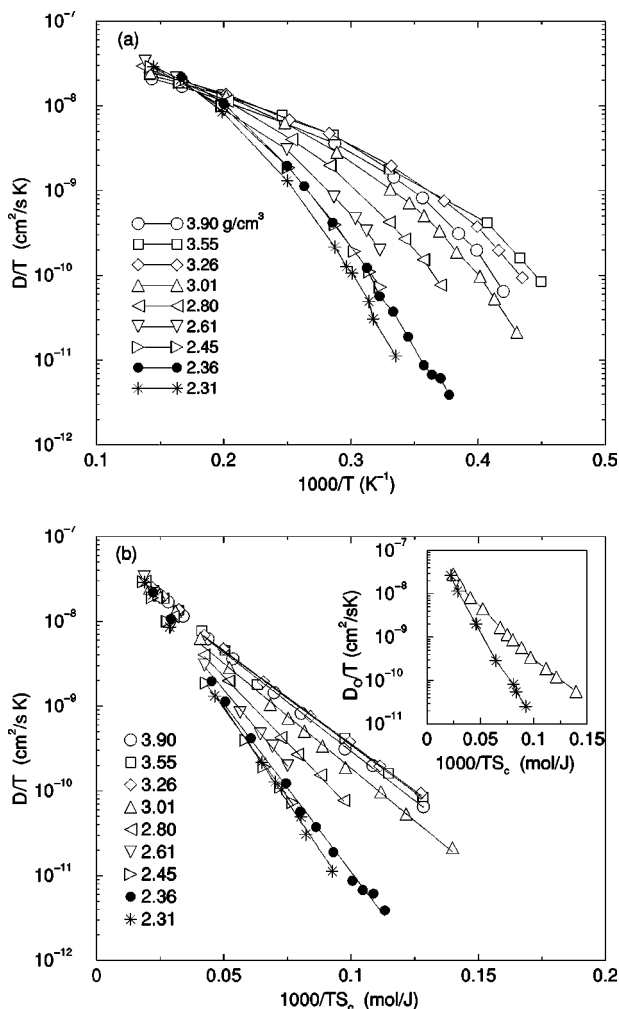 (a)
D/T (cm²/s K)
10⁻⁷
10⁻⁸
10⁻⁹
10⁻¹⁰
10⁻¹¹
10⁻¹²
3.90 g/cm³
3.55
3.26
3.01
2.80
2.61
2.45
2.36
2.31
0.1 0.2 0.3 0.4 0.5
1000/T (K⁻¹)
(b)
D/T (cm²/s K)
10⁻⁷
10⁻⁸
10⁻⁹
10⁻¹⁰
10⁻¹¹
10⁻¹²
3.90
3.55
3.26
3.01
2.80
2.61
2.45
2.36
2.31
0 0.05 0.1 0.15 0.2
1000/TS_c (mol/J)
D_O/T (cm²/sK)
10⁻⁷
10⁻⁸
10⁻⁹
10⁻¹⁰
10⁻¹¹
0 0.05 0.1 0.15
1000/TS_c (mol/J)